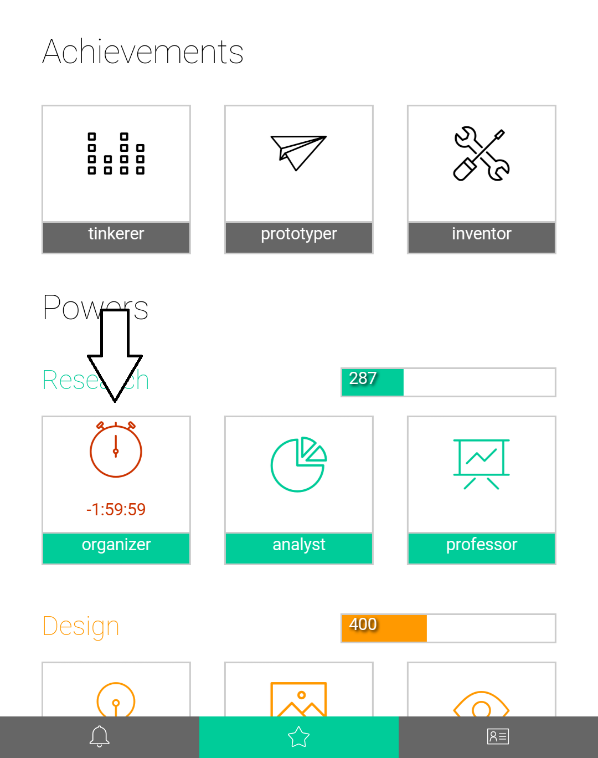 Achievements
tinkerer
prototyper
inventor
Powers
Research
287
-1:59:59
organizer
analyst
professor
Design
400